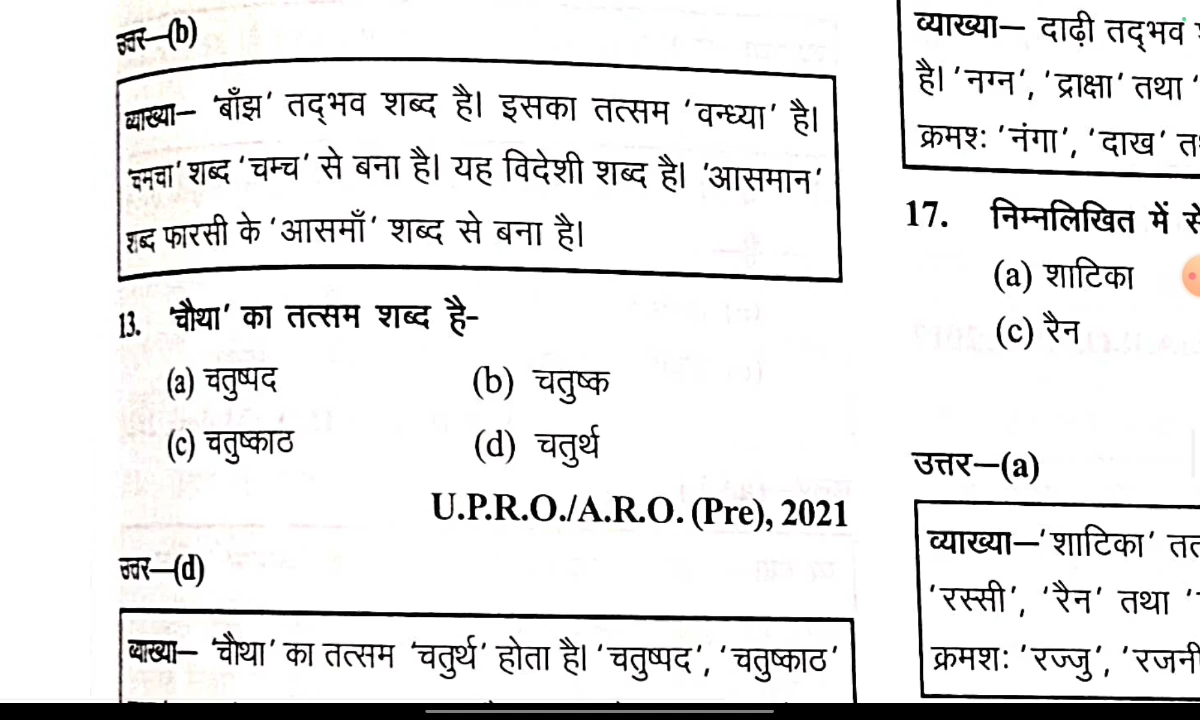 उत्तर—(b)
व्याख्या— 'बाँझ' तद्भव शब्द है। इसका तत्सम 'वन्ध्या' है।
'चमचा' शब्द 'चम्च' से बना है। यह विदेशी शब्द है। 'आसमान'
शब्द फारसी के 'आसमाँ' शब्द से बना है।
13. 'चौथा' का तत्सम शब्द है-
(a) चतुष्पद (b) चतुष्क
(c) चतुष्काठ (d) चतुर्थ
U.P.R.O./A.R.O. (Pre), 2021
उत्तर—(d)
व्याख्या— 'चौथा' का तत्सम 'चतुर्थ' होता है। 'चतुष्पद', 'चतुष्काठ'
व्याख्या— दाढ़ी तद्भव
है। 'नग्न', 'द्राक्षा' तथा '
क्रमश: 'नंगा', 'दाख'
17. निम्नलिखित में से
(a) शाटिका
(c) रैन
उत्तर—(a)
व्याख्या—'शाटिका'
'रस्सी', 'रैन' तथा '
क्रमश: 'रज्जु', 'रजनी